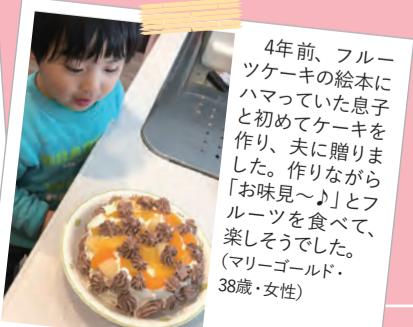 4年前、フルー
ツケーキの絵本に
ハマっていた息子
と初めてケーキを
作り、夫に贈りま
した。作りながら
「お味見〜♪」とフ
ルーツを食べて、
楽しそうでした。
(マリーゴールド・
38歳・女性)